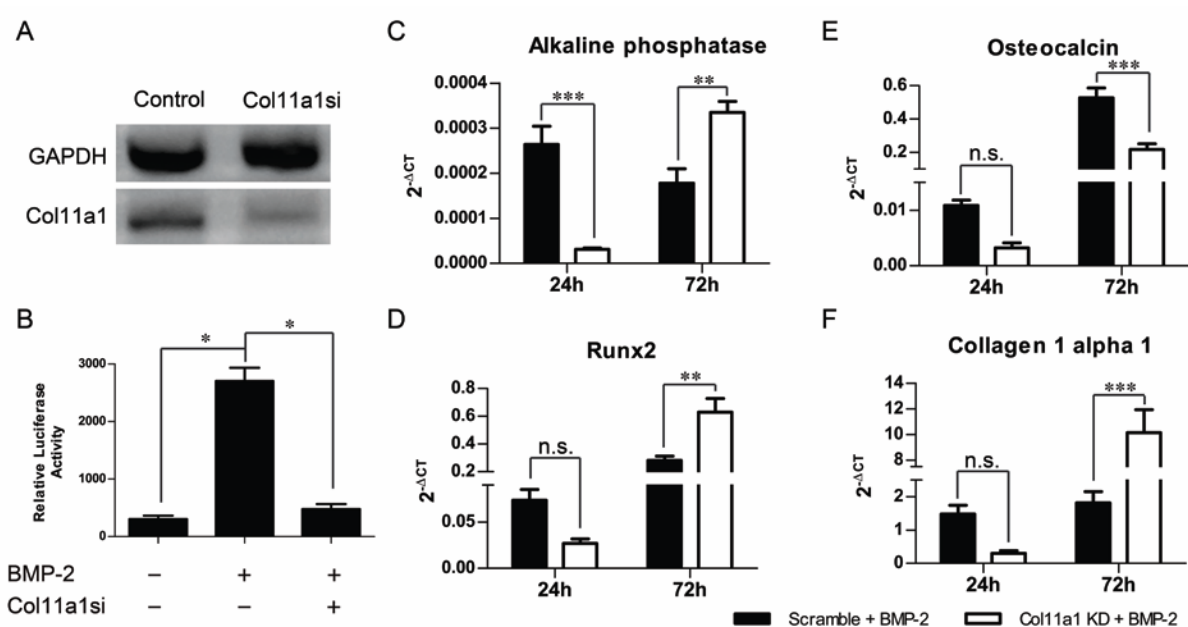 A
Control Col11a1si
GAPDH
Col11a1
B
* *
Relative Luciferase
Activity
3000
2000
1000
0
BMP-2 – + +
Col11a1si – – +
C
Alkaline phosphatase
2-ΔCT
0.0004
0.0003
0.0002
0.0001
0.0000
*** **
24h 72h
D
Runx2
2-ΔCT
0.8
0.6
0.4
0.2
0.05
0.00
n.s. **
24h 72h
E
Osteocalcin
2-ΔCT
0.6
0.4
0.2
0.01
0.00
n.s. ***
24h 72h
F
Collagen 1 alpha 1
2-ΔCT
14
12
10
8
6
4
2
1
0
n.s. ***
24h 72h
Scramble + BMP-2 Col11a1 KD + BMP-2